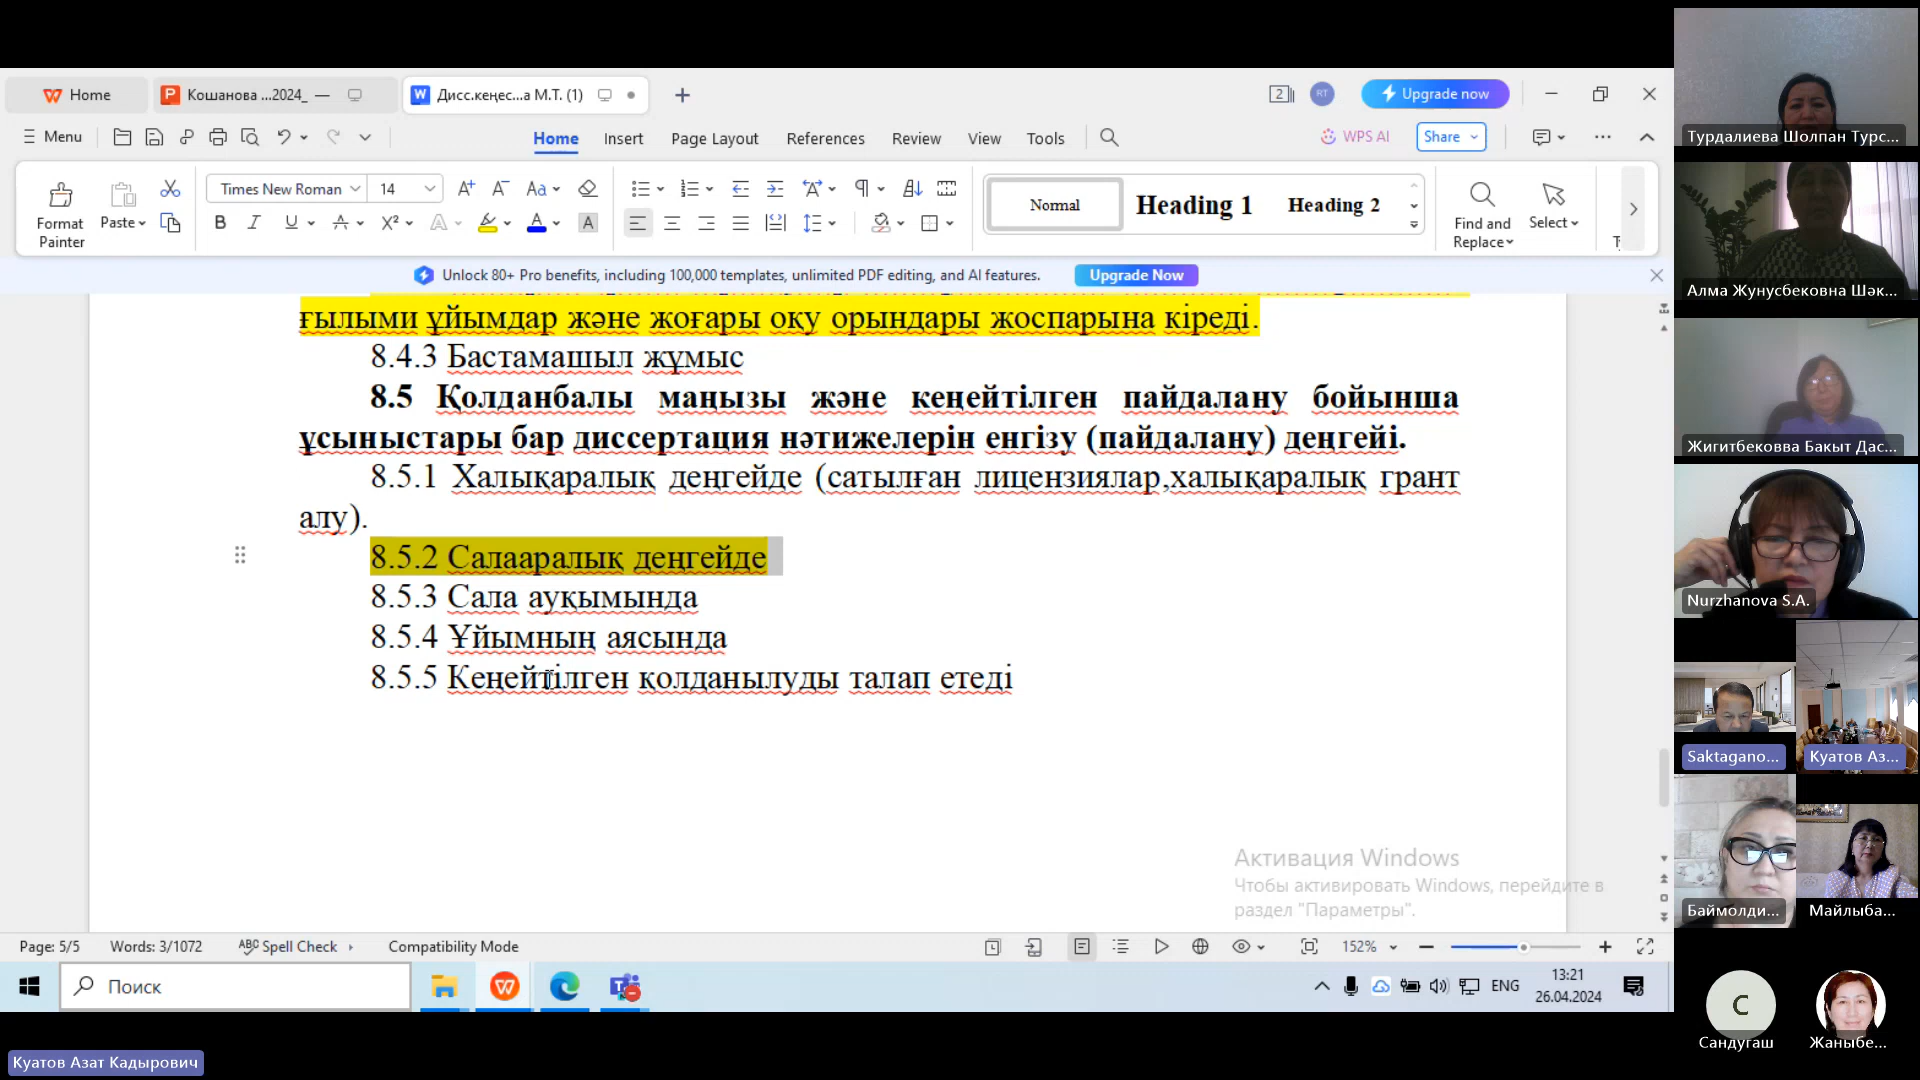 Home
Кошанова ...2024_
Дисс.кеңес...а М.Т. (1)
2
RT
Upgrade now
Menu
Home
Insert
Page Layout
References
Review
View
Tools
WPS AI
Share
Format
Painter
Paste
Times New Roman
14
Normal
Heading 1
Heading 2
Find and
Replace
Select
Unlock 80+ Pro benefits, including 100,000 templates, unlimited PDF editing, and AI features.
Upgrade Now
ғылыми ұйымдар және жоғары оқу орындары жоспарына кіреді.
8.4.3 Бастамашыл жұмыс
8.5 Қолданбалы маңызы және кеңейтілген пайдалану бойынша
ұсыныстары бар диссертация нәтижелерін енгізу (пайдалану) деңгейі.
8.5.1 Халықаралық деңгейде (сатылған лицензиялар,халықаралық грант
алу).
8.5.2 Салааралық деңгейде
8.5.3 Сала ауқымында
8.5.4 Ұйымның аясында
8.5.5 Кеңейтілген қолданылуды талап етеді
Активация Windows
Чтобы активировать Windows, перейдите в
раздел "Параметры".
Page: 5/5
Words: 3/1072
Spell Check
Compatibility Mode
152%
Поиск
ENG
13:21
26.04.2024
Куатов Азат Кадырович
Турдалиева Шолпан Турс...
Алма Жунусбековна Шәк...
Жигитбековва Бакыт Дас...
Nurzhanova S.A.
Saktagano...
Куатов Аз...
Баймолди...
Майлыба...
С
Сандугаш
Жаныбе...